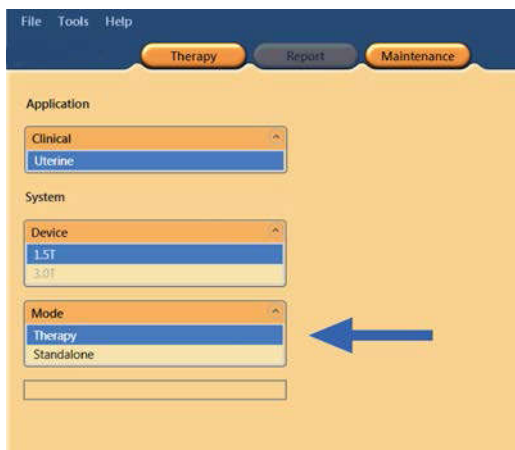 File Tools Help
Therapy Report Maintenance
Application
Clinical
Uterine
System
Device
1.5T
3.0T
Mode
Therapy
Standalone